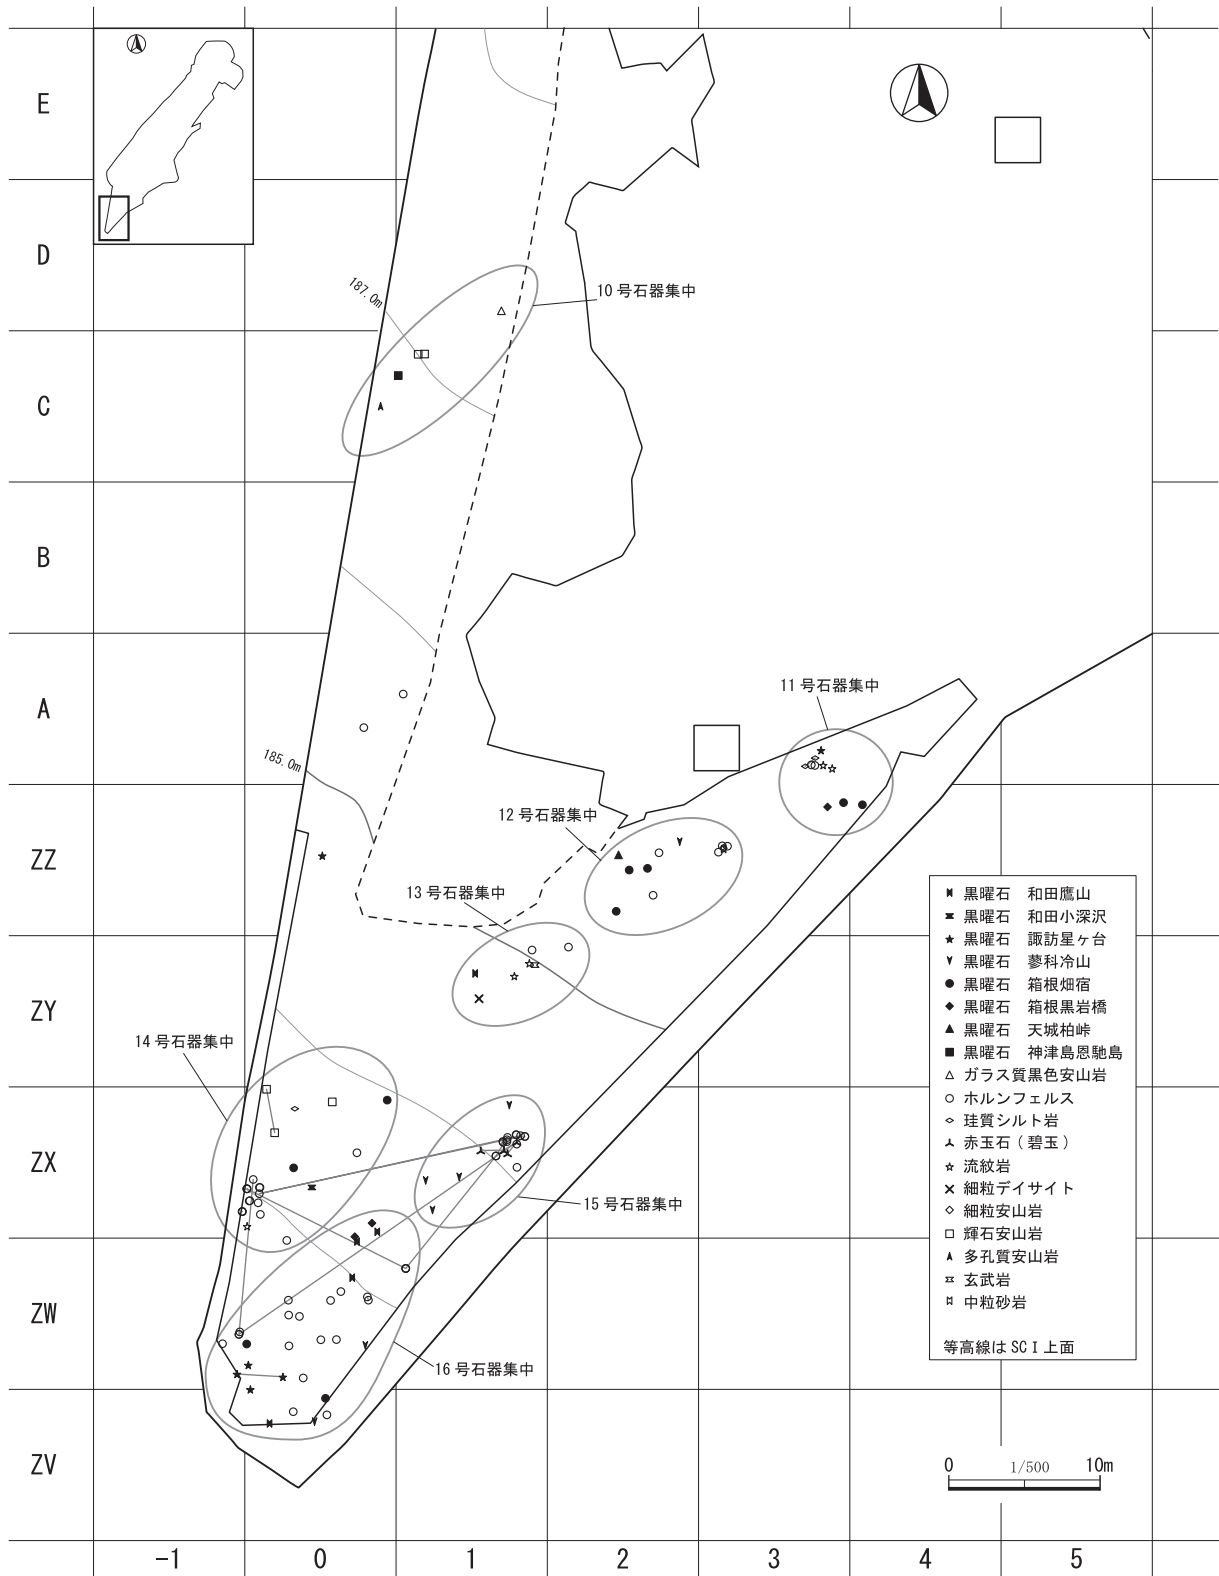 E
D
C
B
A
ZZ
ZY
ZX
ZW
ZV
187.0m
10号石器集中
11号石器集中
185.0m
12号石器集中
13号石器集中
14号石器集中
15号石器集中
16号石器集中
黒曜石 和田鷹山
黒曜石 和田小深沢
黒曜石 諏訪星ヶ台
黒曜石 蓼科冷山
黒曜石 箱根畑宿
黒曜石 箱根黒岩橋
黒曜石 天城柏峠
黒曜石 神津島恩馳島
ガラス質黒色安山岩
ホルンフェルス
珪質シルト岩
赤玉石(碧玉)
流紋岩
細粒デイサイト
細粒安山岩
輝石安山岩
多孔質安山岩
玄武岩
中粒砂岩
等高線はSCⅠ上面
0 1/500 10m
-1 0 1 2 3 4 5